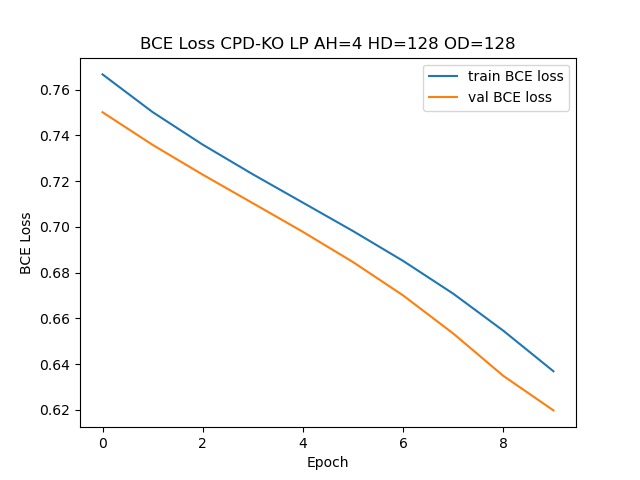 BCE Loss CPD-KO LP AH=4 HD=128 OD=128
train BCE loss
val BCE loss
0.76
0.74
0.72
0.70
0.68
0.66
0.64
0.62
BCE Loss
0 2 4 6 8
Epoch